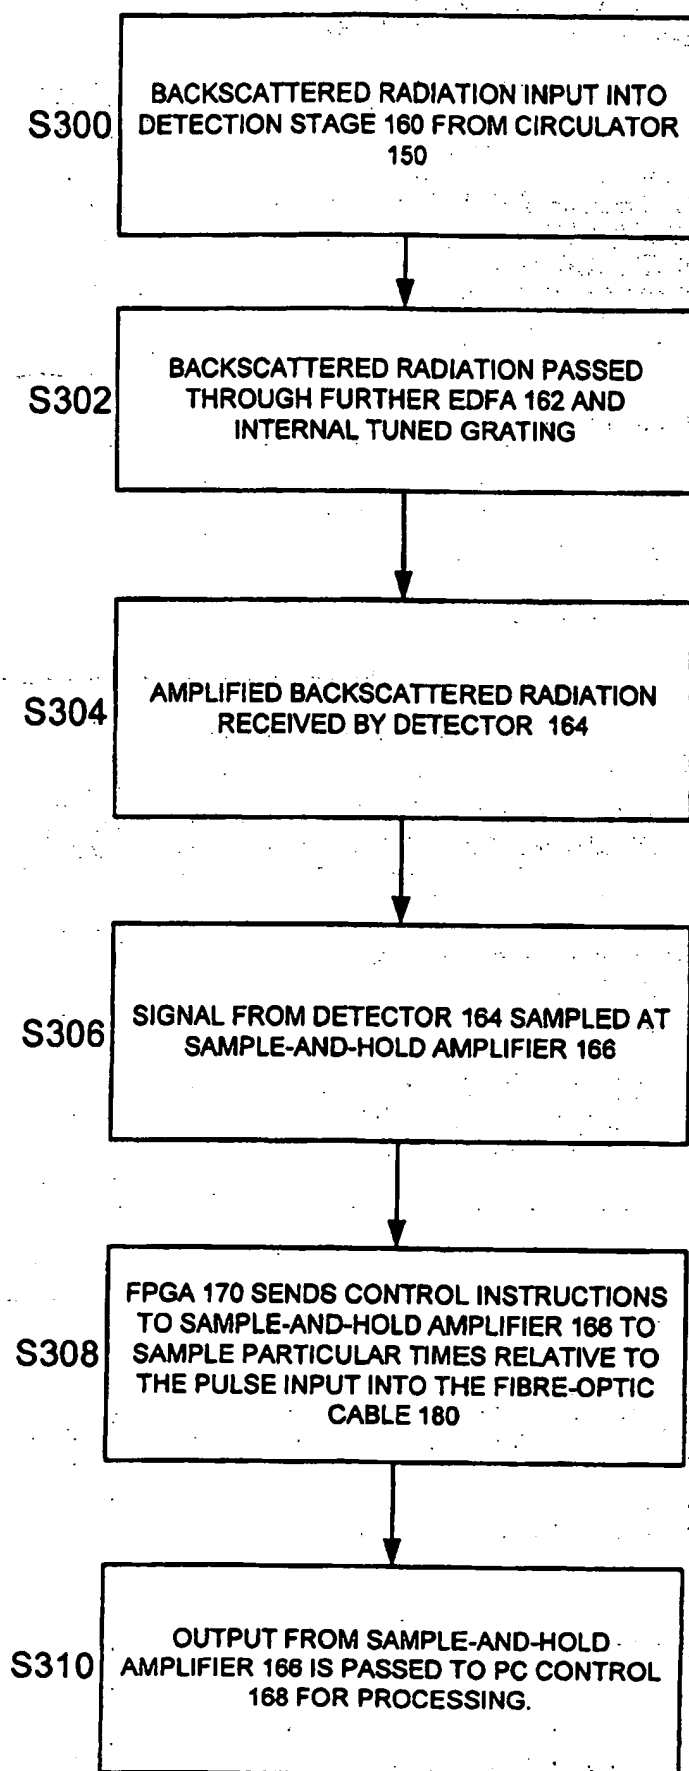 S300
BACKSCATTERED RADIATION INPUT INTO
DETECTION STAGE 160 FROM CIRCULATOR
150
S302
BACKSCATTERED RADIATION PASSED
THROUGH FURTHER EDFA 162 AND
INTERNAL TUNED GRATING
S304
AMPLIFIED BACKSCATTERED RADIATION
RECEIVED BY DETECTOR 164
S306
SIGNAL FROM DETECTOR 164 SAMPLED AT
SAMPLE-AND-HOLD AMPLIFIER 166
S308
FPGA 170 SENDS CONTROL INSTRUCTIONS
TO SAMPLE-AND-HOLD AMPLIFIER 166 TO
SAMPLE PARTICULAR TIMES RELATIVE TO
THE PULSE INPUT INTO THE FIBRE-OPTIC
CABLE 180
S310
OUTPUT FROM SAMPLE-AND-HOLD
AMPLIFIER 166 IS PASSED TO PC CONTROL
168 FOR PROCESSING.